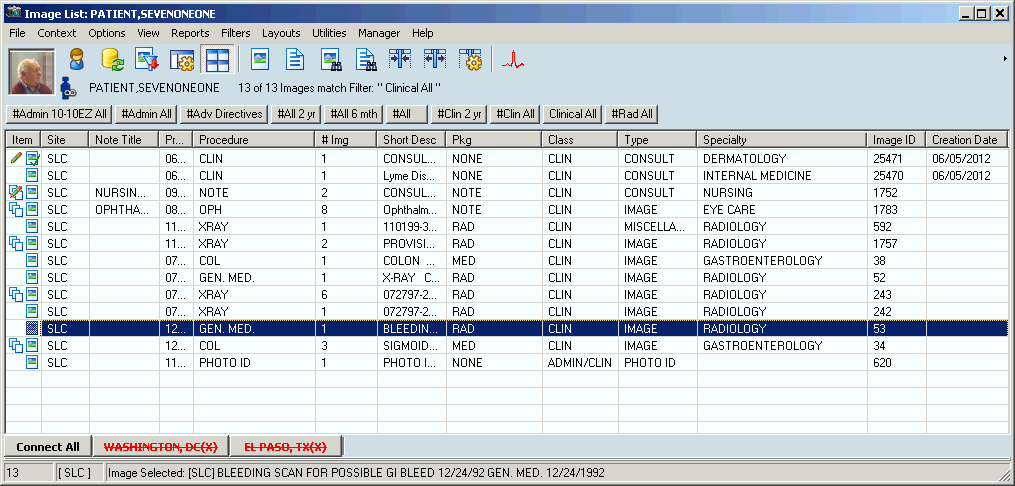 Image List: PATIENT,SEVENONEONE
File Context Options View Reports Filters Layouts Utilities Manager Help
PATIENT,SEVENONEONE 13 of 13 Images match Filter: " Clinical All "
#Admin 10-10EZ All #Admin All #Adv Directives #All 2 yr #All 6 mth #All #Clin 2 yr #Clin All Clinical All #Rad All
Item Site Note Title Pr... Procedure # Img Short Desc Pkg Class Type Specialty Image ID Creation Date
SLC 06... CLIN 1 CONSUL... NONE CLIN CONSULT DERMATOLOGY 25471 06/05/2012
SLC 06... CLIN 1 Lyme Dis... NONE CLIN CONSULT INTERNAL MEDICINE 25470 06/05/2012
SLC NURSIN... 09... NOTE 2 CONSUL... NOTE CLIN CONSULT NURSING 1752
SLC OPHTHA... 08... OPH 8 Ophthalm... NOTE CLIN IMAGE EYE CARE 1783
SLC 11... XRAY 1 110199-3... RAD CLIN MISCELLA... RADIOLOGY 592
SLC 11... XRAY 2 PROVISI... RAD CLIN IMAGE RADIOLOGY 1757
SLC 07... COL 1 COLON ... MED CLIN IMAGE GASTROENTEROLOGY 38
SLC 07... GEN. MED. 1 X-RAY C... RAD CLIN IMAGE RADIOLOGY 52
SLC 07... XRAY 6 072797-2... RAD CLIN IMAGE RADIOLOGY 243
SLC 07... XRAY 1 072797-2... RAD CLIN IMAGE RADIOLOGY 242
SLC 12... GEN. MED. 1 BLEEDIN... RAD CLIN IMAGE RADIOLOGY 53
SLC 12... COL 3 SIGMOID... MED CLIN IMAGE GASTROENTEROLOGY 34
SLC 11... PHOTO ID 1 PHOTO I... NONE ADMIN/CLIN PHOTO ID 620
Connect All WASHINGTON, DC(X) EL PASO, TX(X)
13 [ SLC ] Image Selected: [SLC] BLEEDING SCAN FOR POSSIBLE GI BLEED 12/24/92 GEN. MED. 12/24/1992